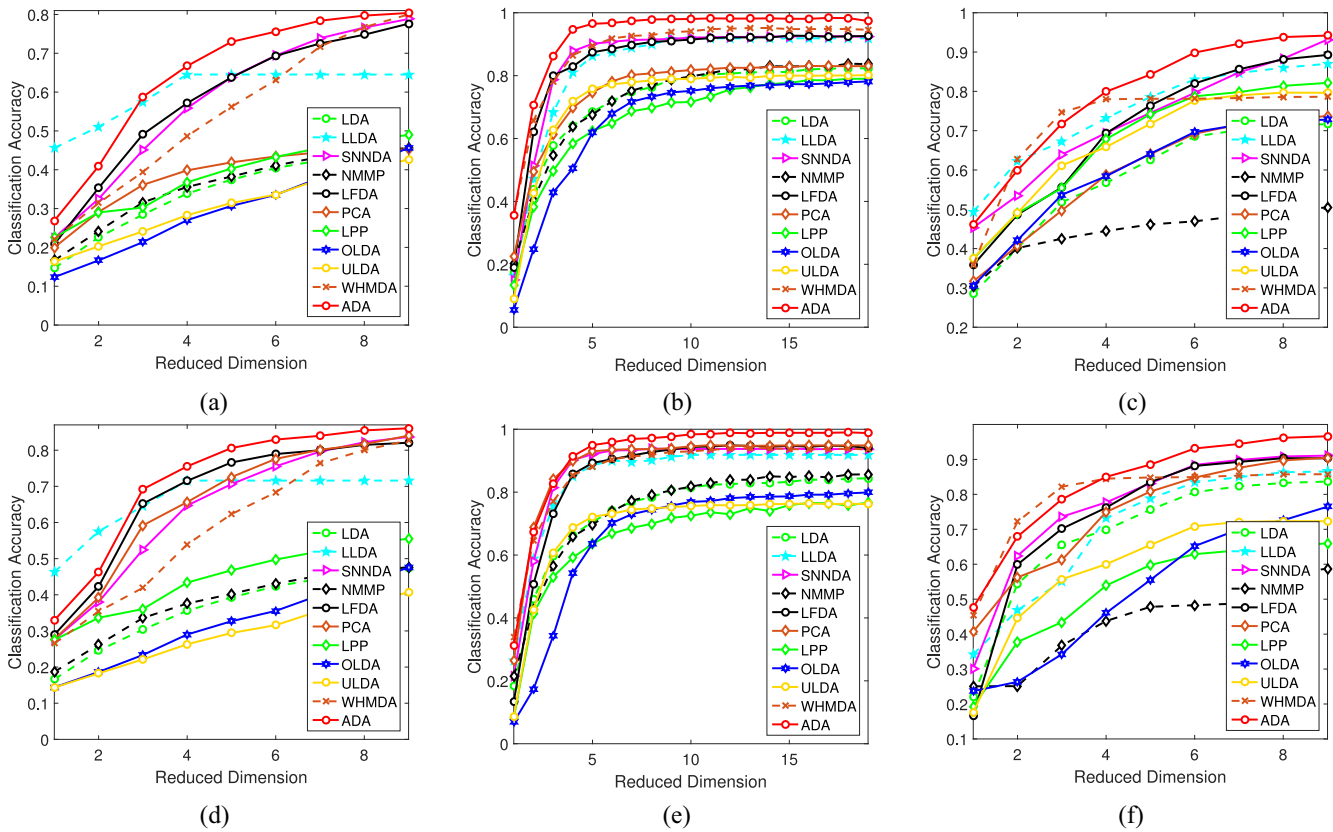 Classification Accuracy
0.8
0.7
0.6
0.5
0.4
0.3
0.2
0.1
0
2
4
6
8
Reduced Dimension
LDA
LLDA
SNNDA
NMMP
LFDA
PCA
LPP
OLDA
ULDA
WHMDA
ADA
(a)
Classification Accuracy
1
0.8
0.6
0.4
0.2
0
5
10
15
Reduced Dimension
LDA
LLDA
SNNDA
NMMP
LFDA
PCA
LPP
OLDA
ULDA
WHMDA
ADA
(b)
Classification Accuracy
1
0.9
0.8
0.7
0.6
0.5
0.4
0.3
0.2
2
4
6
8
Reduced Dimension
LDA
LLDA
SNNDA
NMMP
LFDA
PCA
LPP
OLDA
ULDA
WHMDA
ADA
(c)
Classification Accuracy
0.8
0.7
0.6
0.5
0.4
0.3
0.2
0.1
0
2
4
6
8
Reduced Dimension
LDA
LLDA
SNNDA
NMMP
LFDA
PCA
LPP
OLDA
ULDA
WHMDA
ADA
(d)
Classification Accuracy
1
0.8
0.6
0.4
0.2
0
5
10
15
Reduced Dimension
LDA
LLDA
SNNDA
NMMP
LFDA
PCA
LPP
OLDA
ULDA
WHMDA
ADA
(e)
Classification Accuracy
0.9
0.8
0.7
0.6
0.5
0.4
0.3
0.2
0.1
2
4
6
8
Reduced Dimension
LDA
LLDA
SNNDA
NMMP
LFDA
PCA
LPP
OLDA
ULDA
WHMDA
ADA
(f)